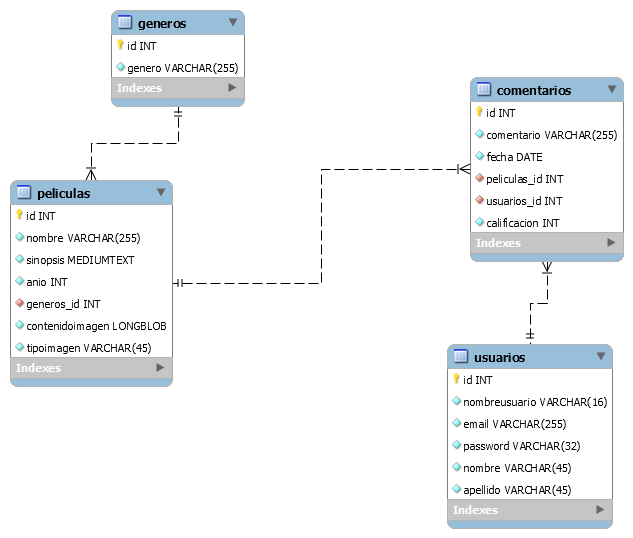 generos
id INT
genero VARCHAR(255)
Indexes
peliculas
id INT
nombre VARCHAR(255)
sinopsis MEDIUMTEXT
anio INT
generos_id INT
contenidoimagen LONGBLOB
tipoimagen VARCHAR(45)
Indexes
comentarios
id INT
comentario VARCHAR(255)
fecha DATE
peliculas_id INT
usuarios_id INT
calificacion INT
Indexes
usuarios
id INT
nombreusuario VARCHAR(16)
email VARCHAR(255)
password VARCHAR(32)
nombre VARCHAR(45)
apellido VARCHAR(45)
Indexes